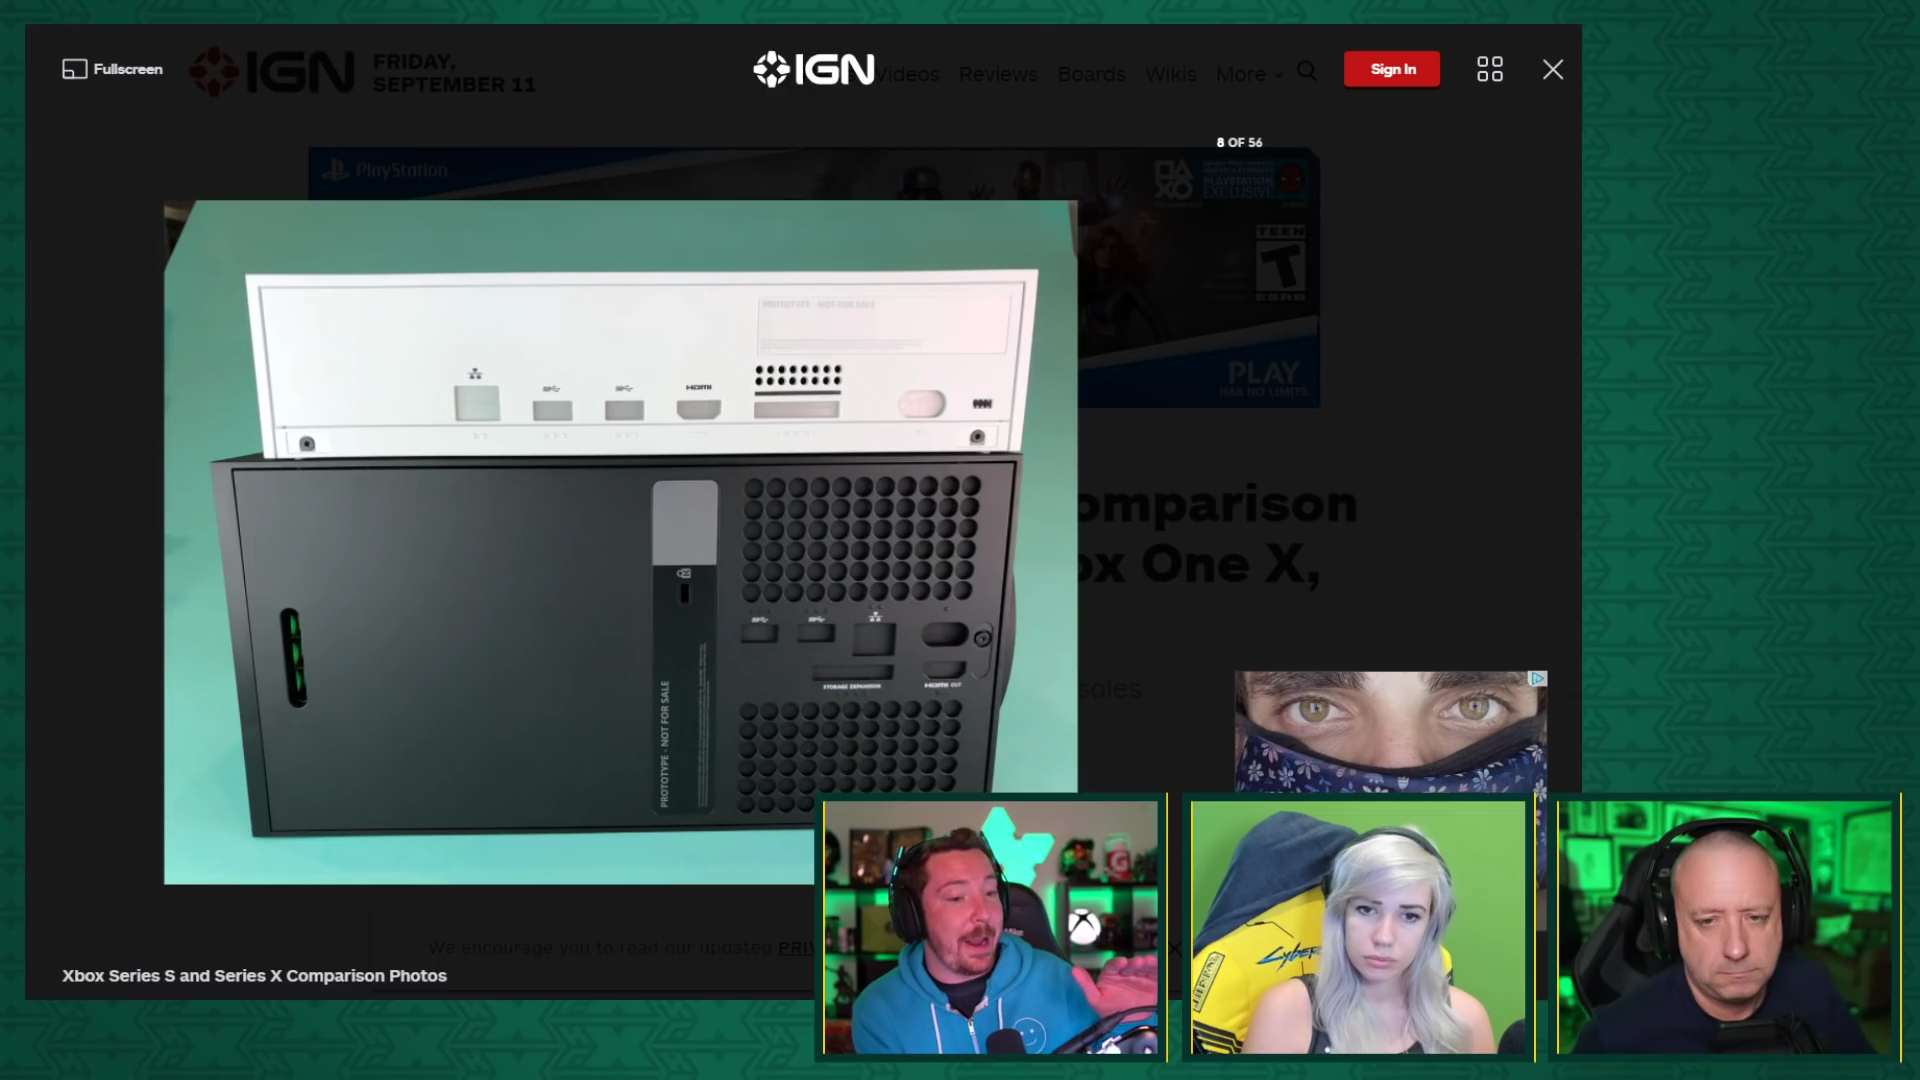 Fullscreen
IGN
FRIDAY,
SEPTEMBER 11
IGN
Videos
Reviews
Boards
Wikis
More
Sign In
8 OF 56
PlayStation
PLAYSTATION
EXCLUSIVE
TEEN
T
ESRB
PLAY
HAS NO LIMITS
PROTOTYPE - NOT FOR SALE
HDMI
omparison
ox One X,
soles
STORAGE EXPANSION
HDMI OUT
PROTOTYPE - NOT FOR SALE
We encourage you to read our updated PRIV
Xbox Series S and Series X Comparison Photos
Cyber